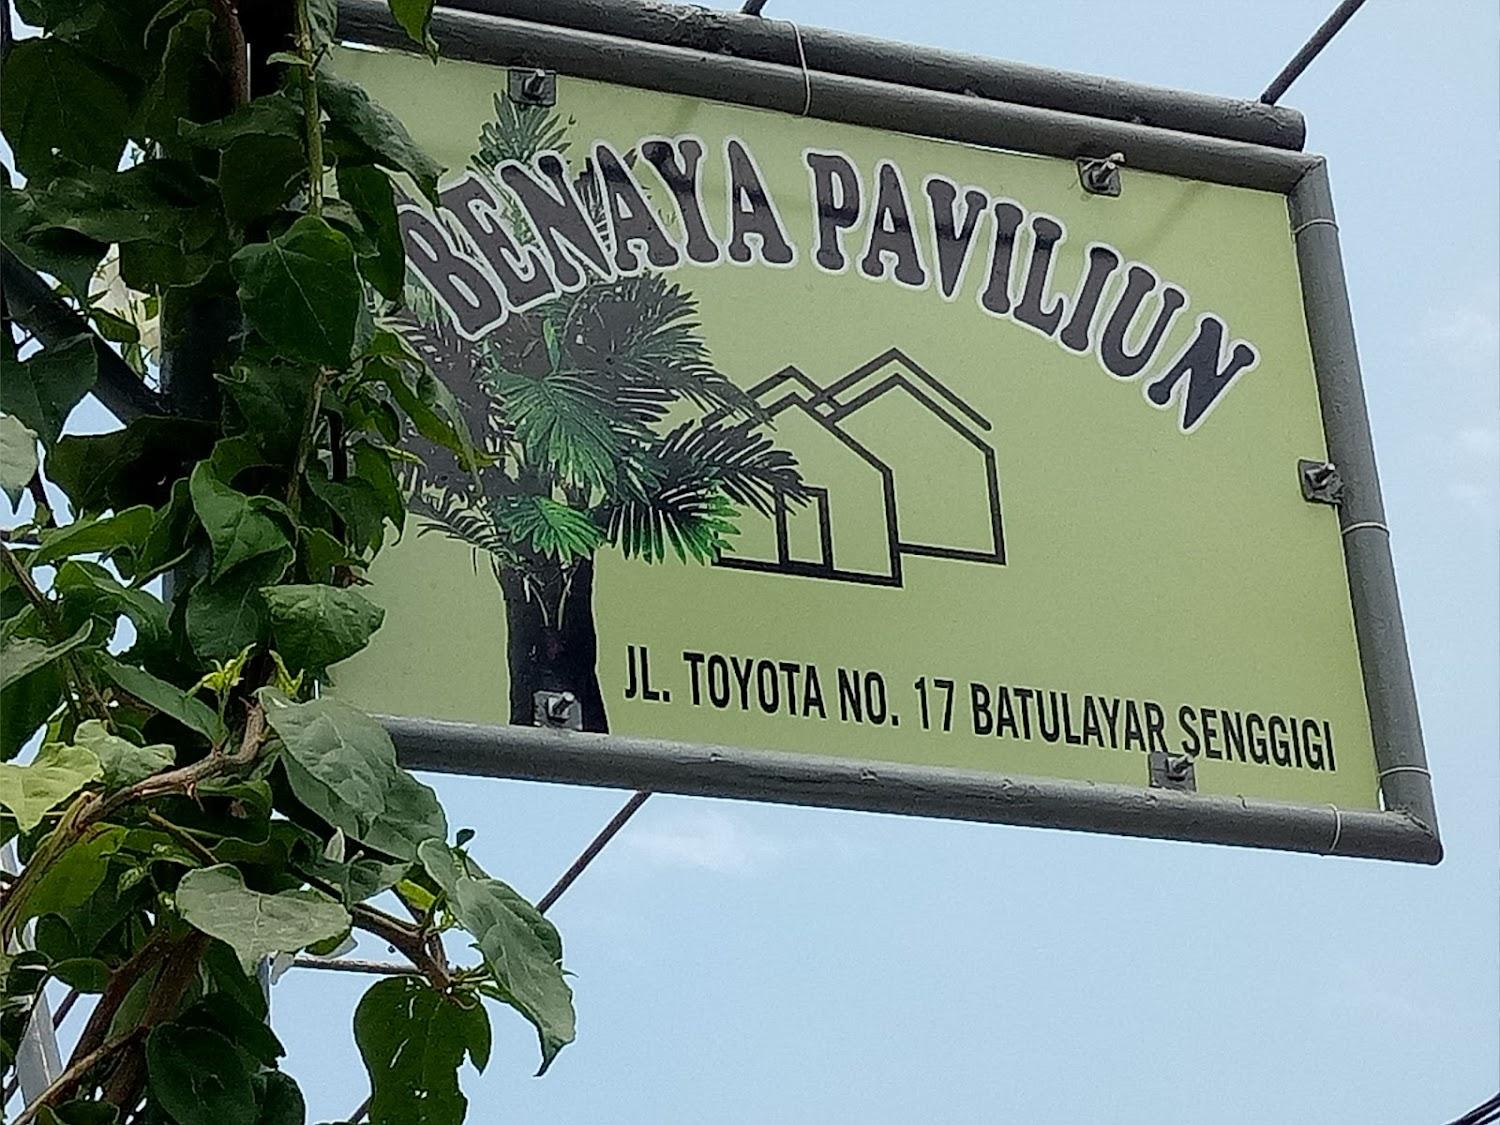 BENAYA PAVILIUN
JL. TOYOTA NO. 17 BATULAYAR SENGGIGI